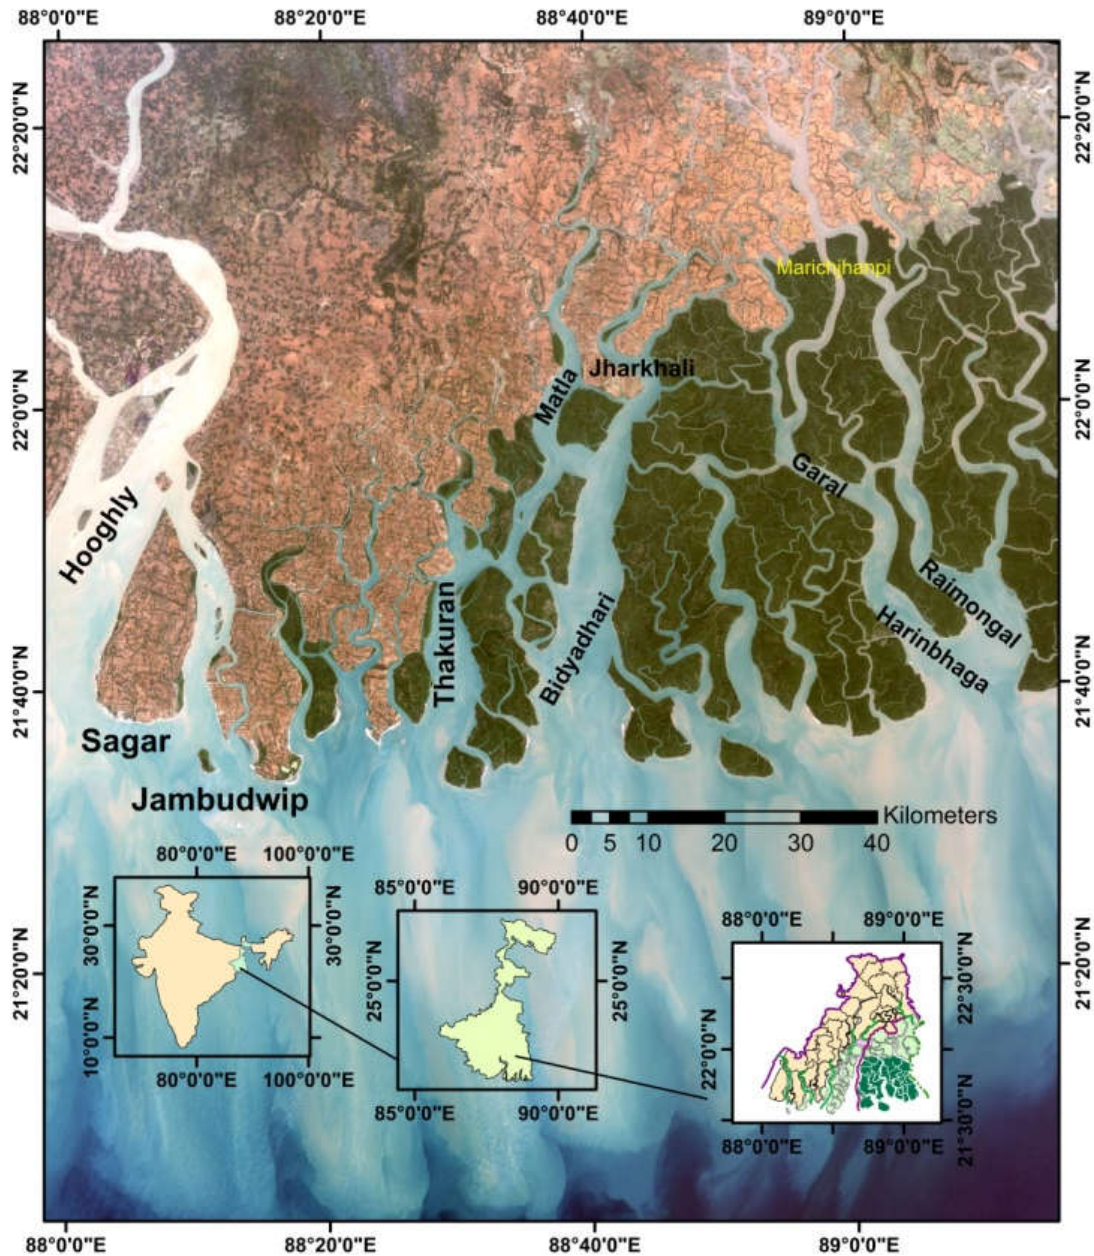 88°0'0"E
88°20'0"E
88°40'0"E
89°0'0"E
22°20'0"N
22°20'0"N
Marichjhanpi
Jharkhali
Matla
22°0'0"N
22°0'0"N
Garal
Hooghly
Thakuran
Bidyadhari
Raimongal
Harinbhaga
21°40'0"N
21°40'0"N
Sagar
Jambudwip
Kilometers
0 5 10 20 30 40
80°0'0"E 100°0'0"E
30°0'0"N
30°0'0"N
10°0'0"N
80°0'0"E 100°0'0"E
85°0'0"E 90°0'0"E
25°0'0"N
25°0'0"N
85°0'0"E 90°0'0"E
88°0'0"E 89°0'0"E
22°30'0"N
22°0'0"N
21°30'0"N
88°0'0"E 89°0'0"E
21°20'0"N
21°20'0"N
88°0'0"E
88°20'0"E
88°40'0"E
89°0'0"E